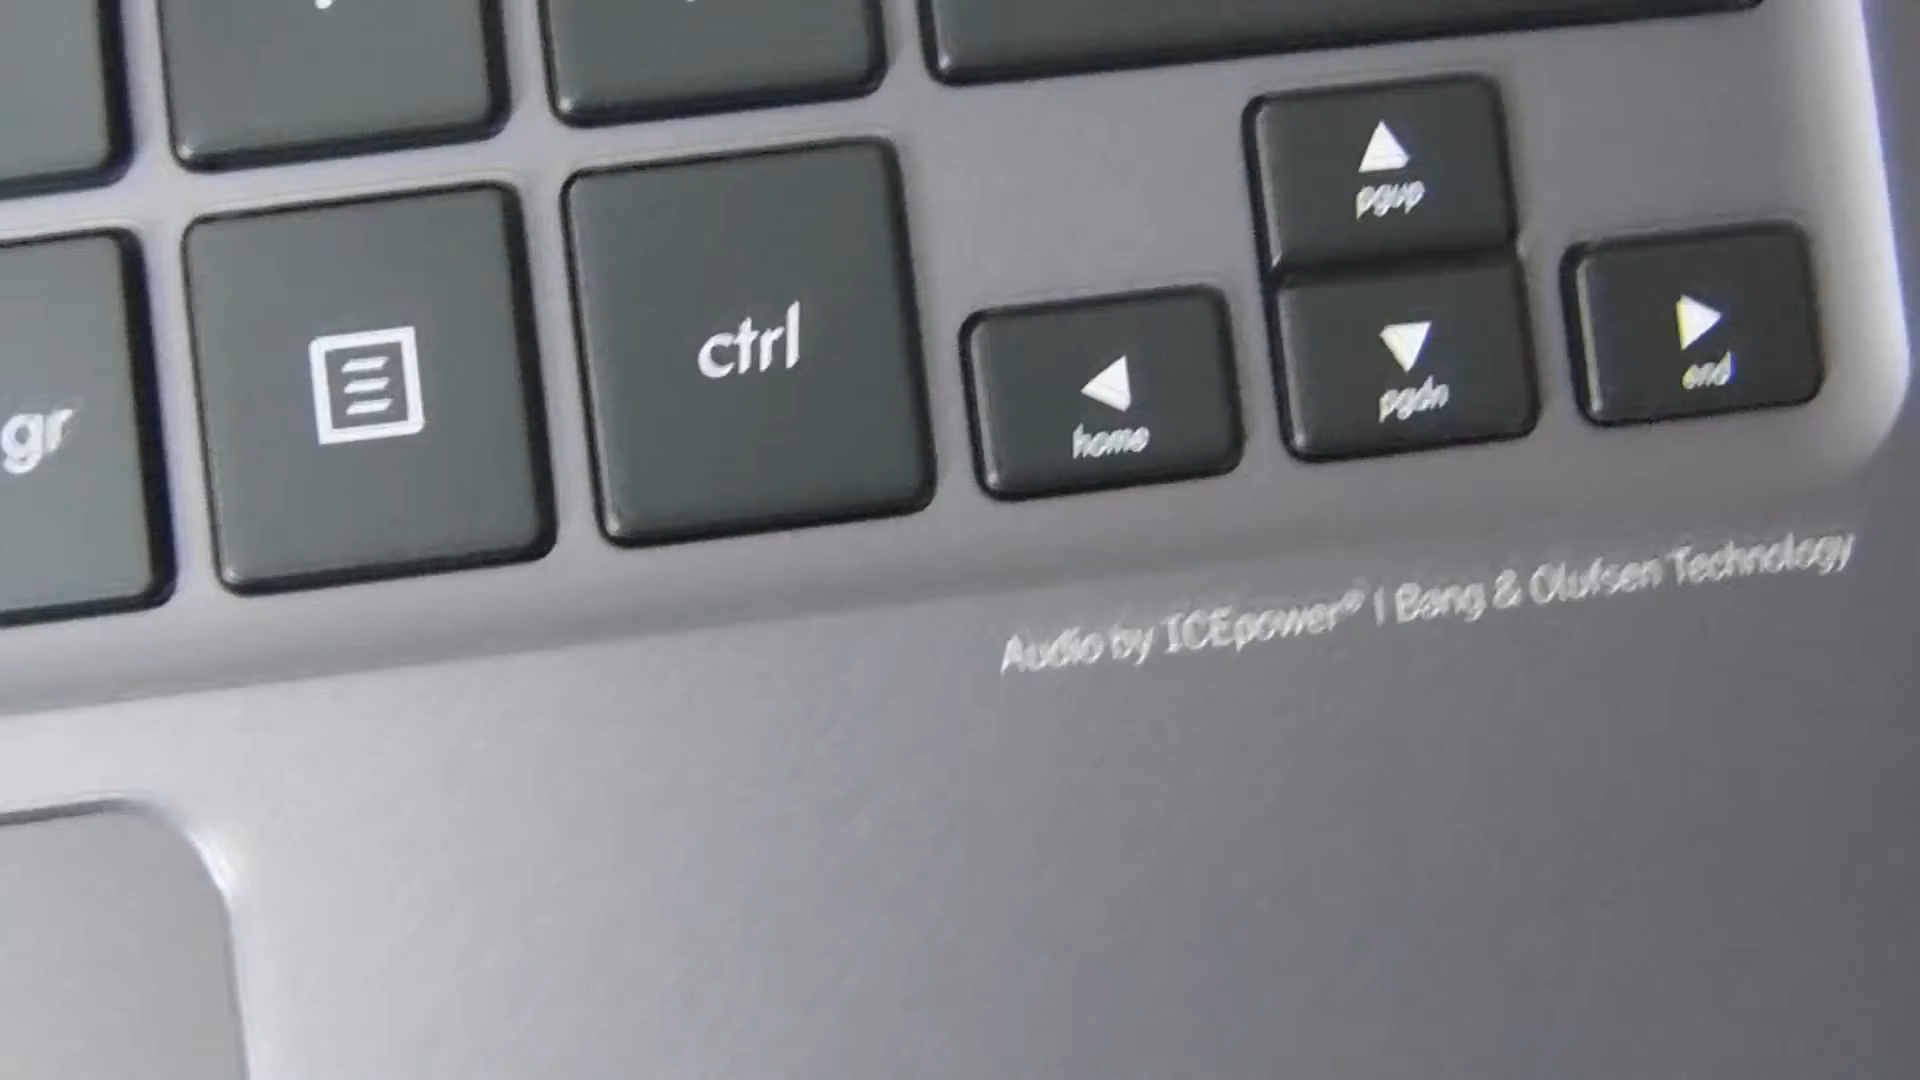 pgup
gr
ctrl
home
pgdn
end
Audio by ICEpower® | Bang & Olufsen Technology